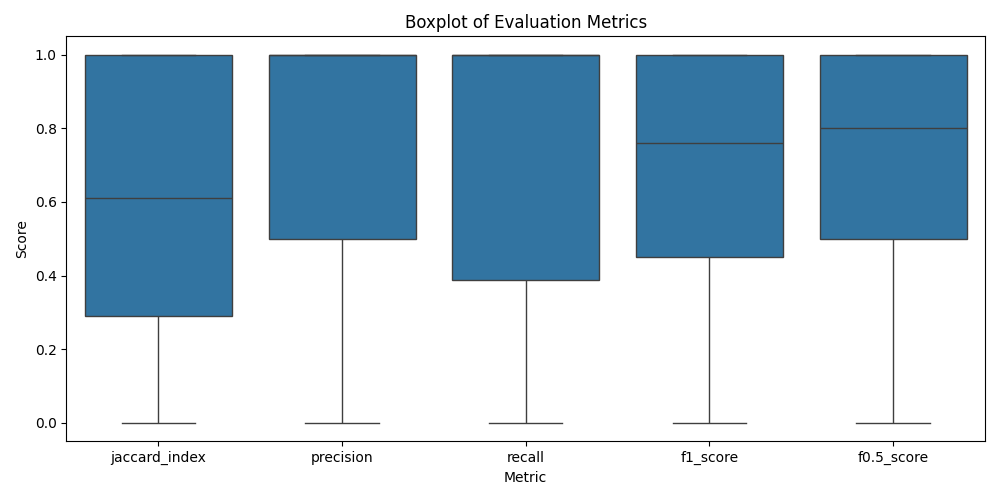 Boxplot of Evaluation Metrics
1.0
0.8
0.6
0.4
0.2
0.0
Score
jaccard_index precision recall f1_score f0.5_score
Metric